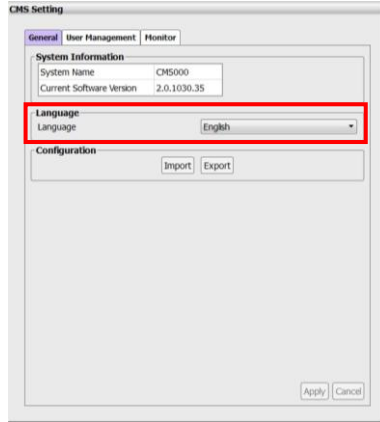 CMS Setting
General User Management Monitor
System Information
System Name CM5000
Current Software Version 2.0.1030.35
Language
Language English
Configuration
Import Export
Apply Cancel